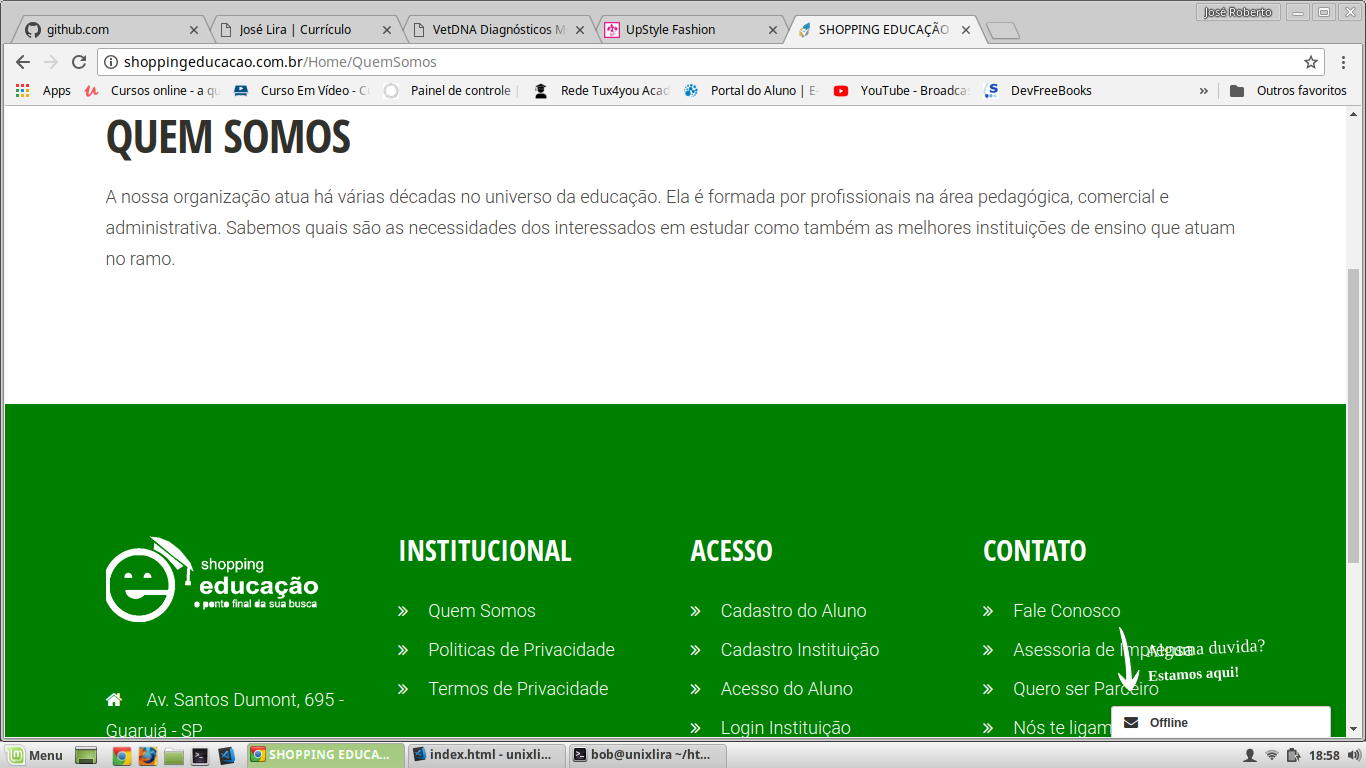 José Roberto
github.com
José Lira | Currículo
VetDNA Diagnósticos M
UpStyle Fashion
SHOPPING EDUCAÇÃO
shoppingeducacao.com.br/Home/QuemSomos
Apps
Cursos online - a qu
Curso Em Vídeo - C
Painel de controle |
Rede Tux4you Acad
Portal do Aluno | E-
YouTube - Broadcas
DevFreeBooks
»
Outros favoritos
QUEM SOMOS
A nossa organização atua há várias décadas no universo da educação. Ela é formada por profissionais na área pedagógica, comercial e
administrativa. Sabemos quais são as necessidades dos interessados em estudar como também as melhores instituições de ensino que atuam
no ramo.
shopping
educação
o ponto final da sua busca
Av. Santos Dumont, 695 -
Guarujá - SP
INSTITUCIONAL
Quem Somos
Politicas de Privacidade
Termos de Privacidade
ACESSO
Cadastro do Aluno
Cadastro Instituição
Acesso do Aluno
Login Instituição
CONTATO
Fale Conosco
Asessoria de Imprensa
Quero ser Parceiro
Nós te ligam
Alguma duvida?
Estamos aqui!
Offline
Menu
SHOPPING EDUCA...
index.html - unixli...
bob@unixlira ~/ht...
18:58